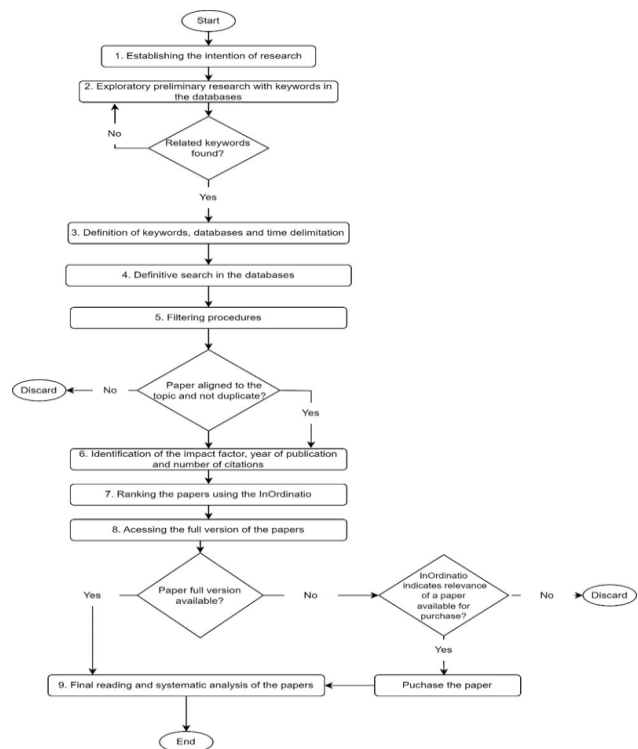 Start
1. Establishing the intention of research
2. Exploratory preliminary research with keywords in
the databases
No
Related keywords
found?
Yes
3. Definition of keywords, databases and time delimitation
4. Definitive search in the databases
5. Filtering procedures
Discard
No
Paper aligned to the
topic and not duplicate?
Yes
6. Identification of the impact factor, year of publication
and number of citations
7. Ranking the papers using the InOrdinatio
8. Acessing the full version of the papers
Yes
Paper full version
available?
No
InOrdinatio
indicates relevance
of a paper
available for
purchase?
No
Discard
Yes
9. Final reading and systematic analysis of the papers
Puchase the paper
End